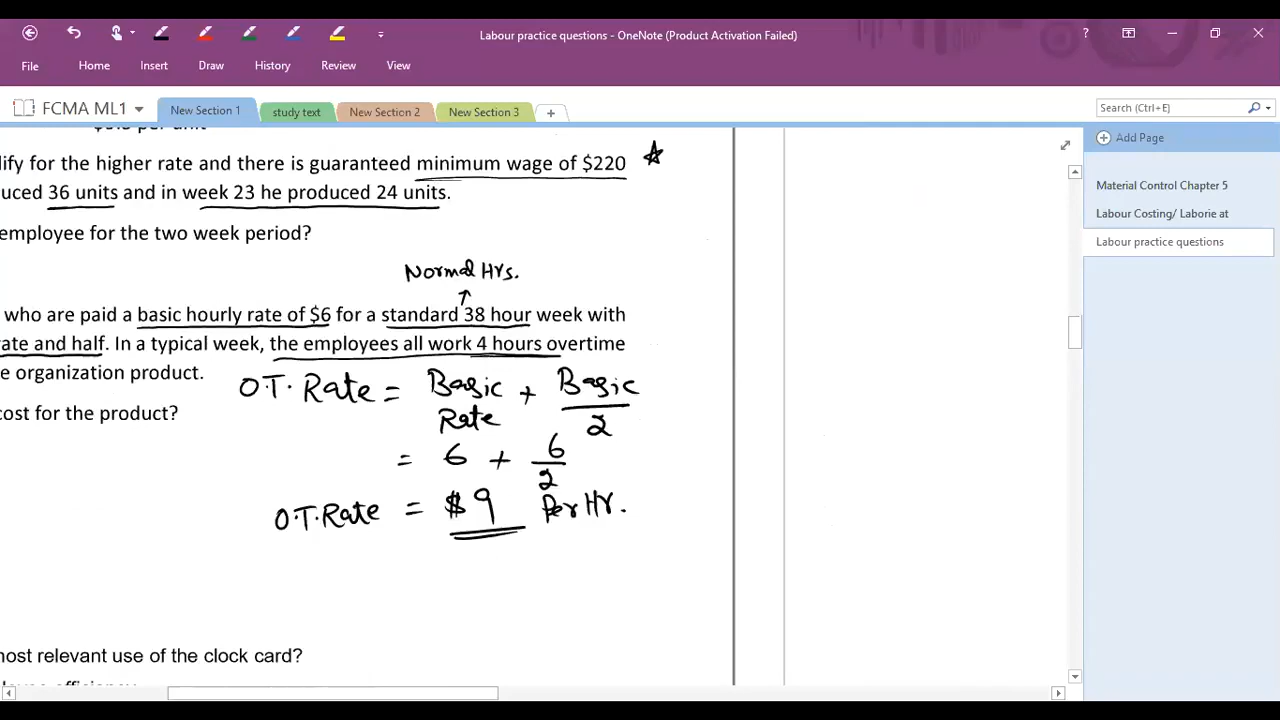 Labour practice questions - OneNote (Product Activation Failed)
?
File Home Insert Draw History Review View
FCMA ML1 New Section 1 study text New Section 2 New Section 3 +
Search (Ctrl+E)
Add Page
Material Control Chapter 5
Labour Costing/ Laborie at
Labour practice questions
per unit
lify for the higher rate and there is guaranteed minimum wage of $220
uced 36 units and in week 23 he produced 24 units.
employee for the two week period?
Normal Hrs.
who are paid a basic hourly rate of $6 for a standard 38 hour week with
rate and half. In a typical week, the employees all work 4 hours overtime
e organization product.
cost for the product?
O.T. Rate = Basic Rate + Basic / 2
= 6 + 6 / 2
O.T. Rate = $9 Per Hr.
most relevant use of the clock card?